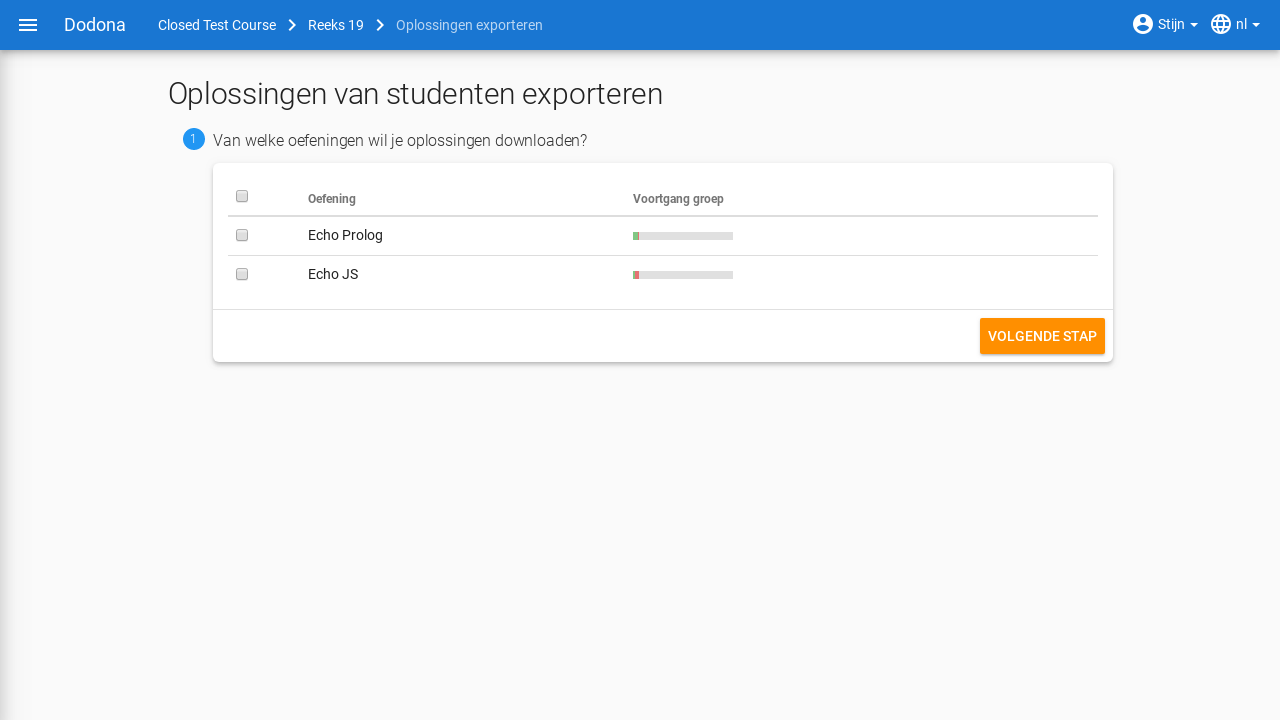 Dodona Closed Test Course Reeks 19 Oplossingen exporteren Stijn nl
Oplossingen van studenten exporteren
1 Van welke oefeningen wil je oplossingen downloaden?
Oefening Voortgang groep
Echo Prolog
Echo JS
VOLGENDE STAP